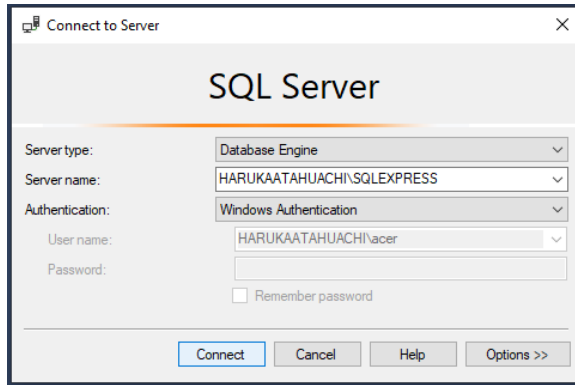 Connect to Server
SQL Server
Server type: Database Engine
Server name: HARUKAATAHUACHI\SQLEXPRESS
Authentication: Windows Authentication
User name: HARUKAATAHUACHI\acer
Password:
Remember password
Connect Cancel Help Options >>